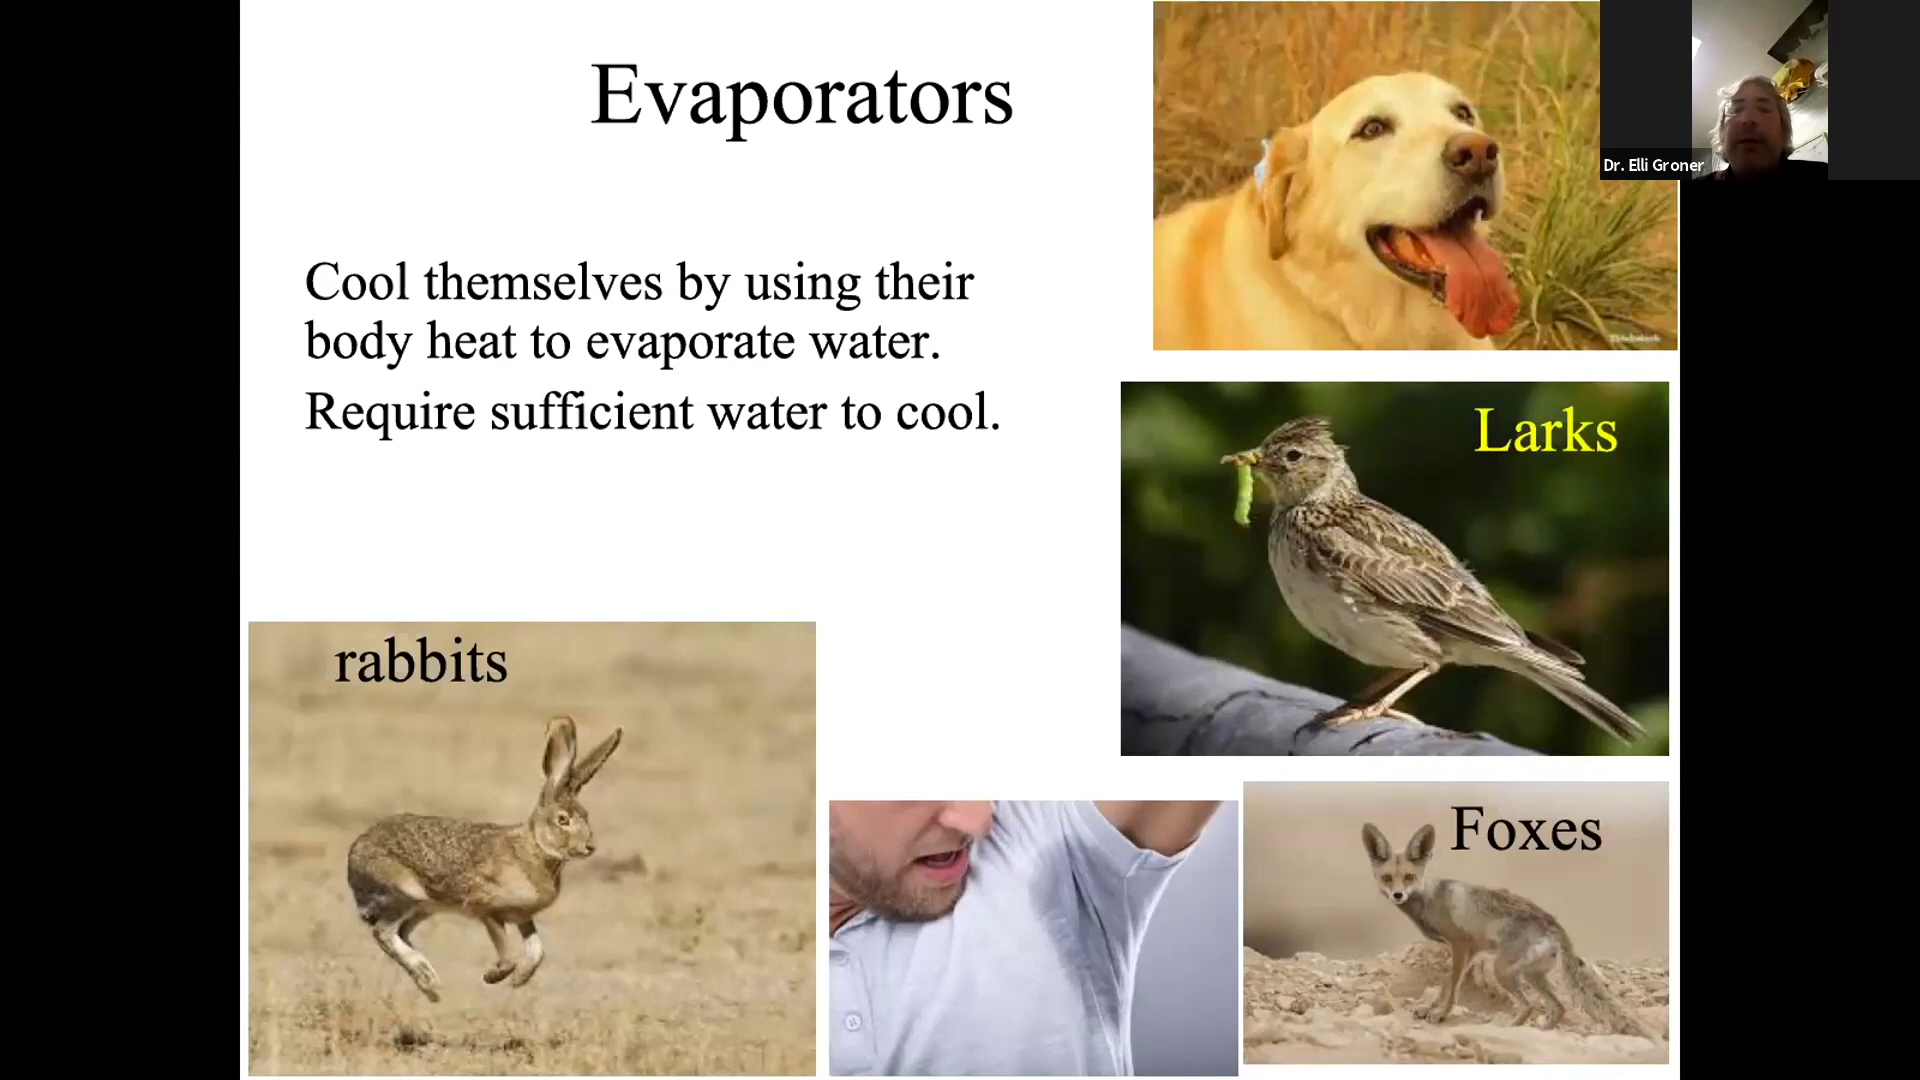 Evaporators
Dr. Elli Groner
Cool themselves by using their
body heat to evaporate water.
Require sufficient water to cool.
Larks
rabbits
Foxes